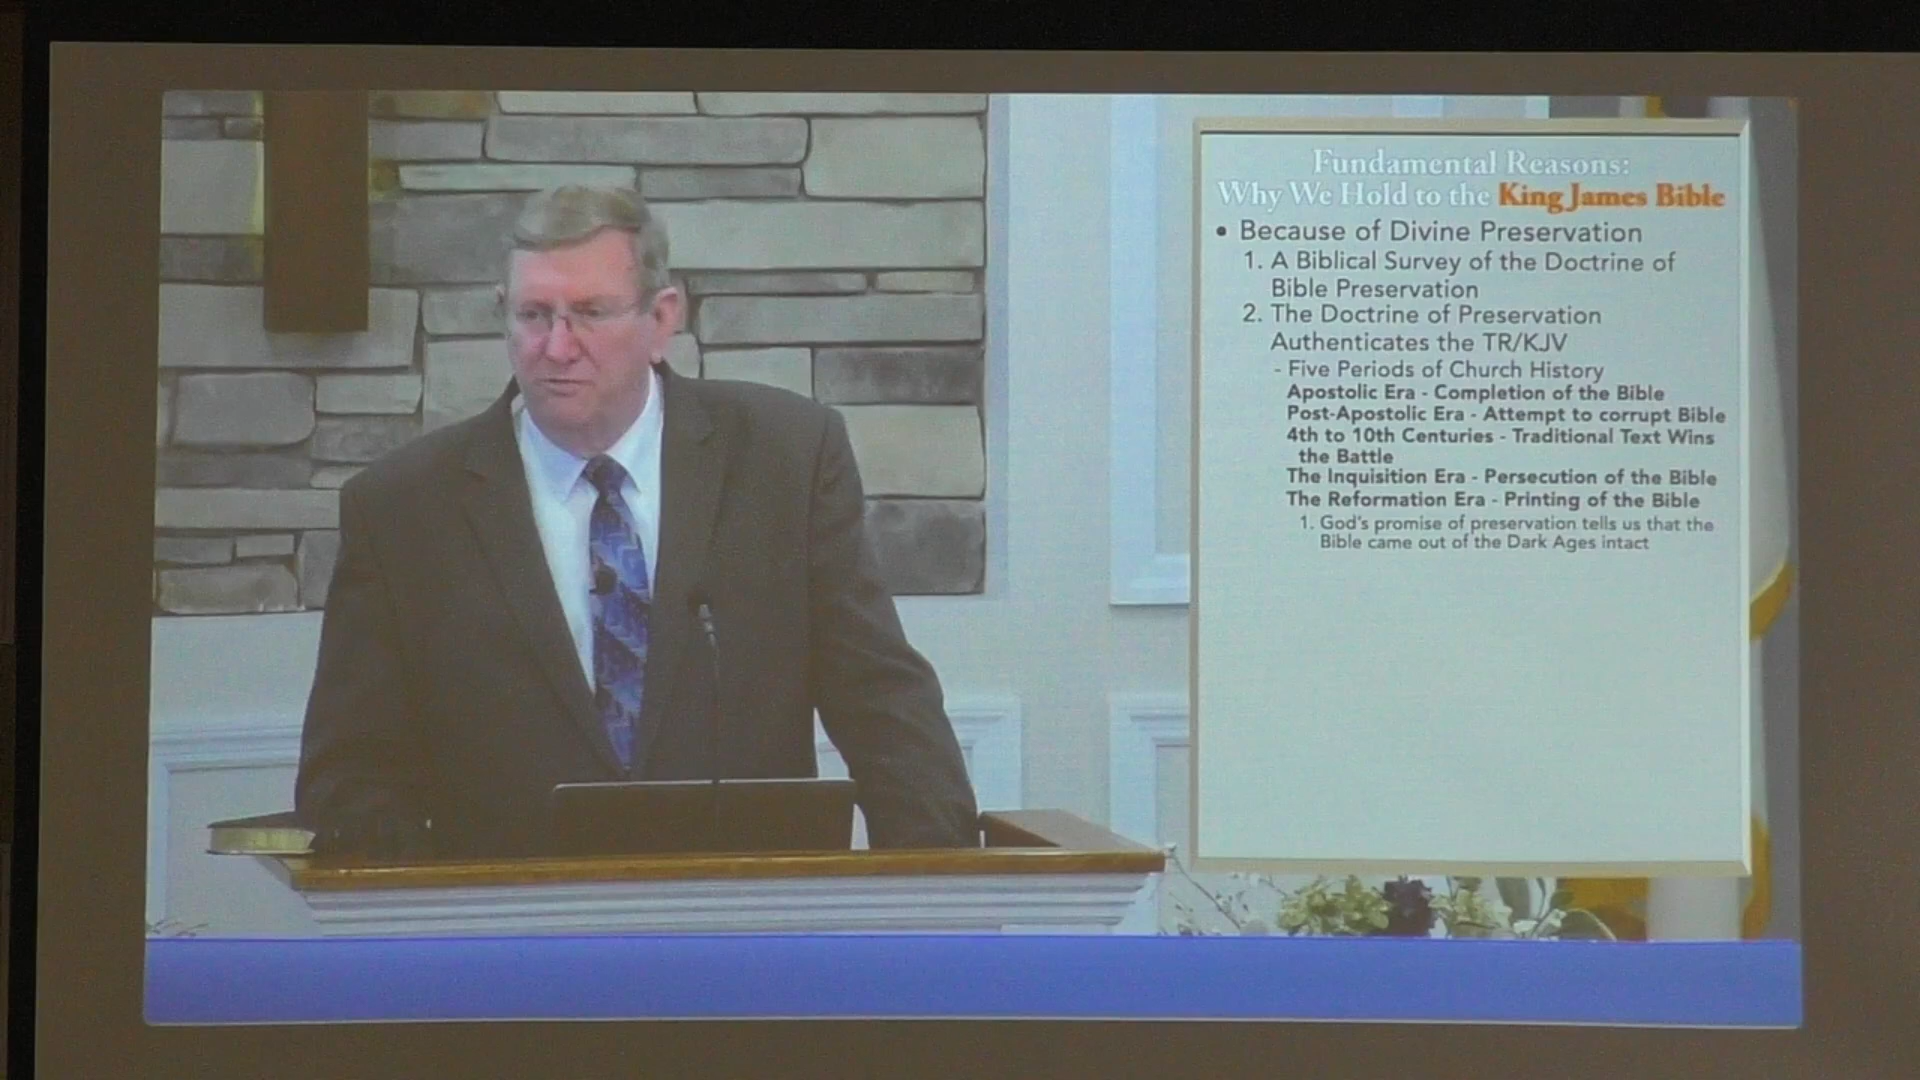 Fundamental Reasons:
Why We Hold to the King James Bible
• Because of Divine Preservation
1. A Biblical Survey of the Doctrine of
Bible Preservation
2. The Doctrine of Preservation
Authenticates the TR/KJV
- Five Periods of Church History
Apostolic Era - Completion of the Bible
Post-Apostolic Era - Attempt to corrupt Bible
4th to 10th Centuries - Traditional Text Wins
the Battle
The Inquisition Era - Persecution of the Bible
The Reformation Era - Printing of the Bible
1. God's promise of preservation tells us that the
Bible came out of the Dark Ages intact